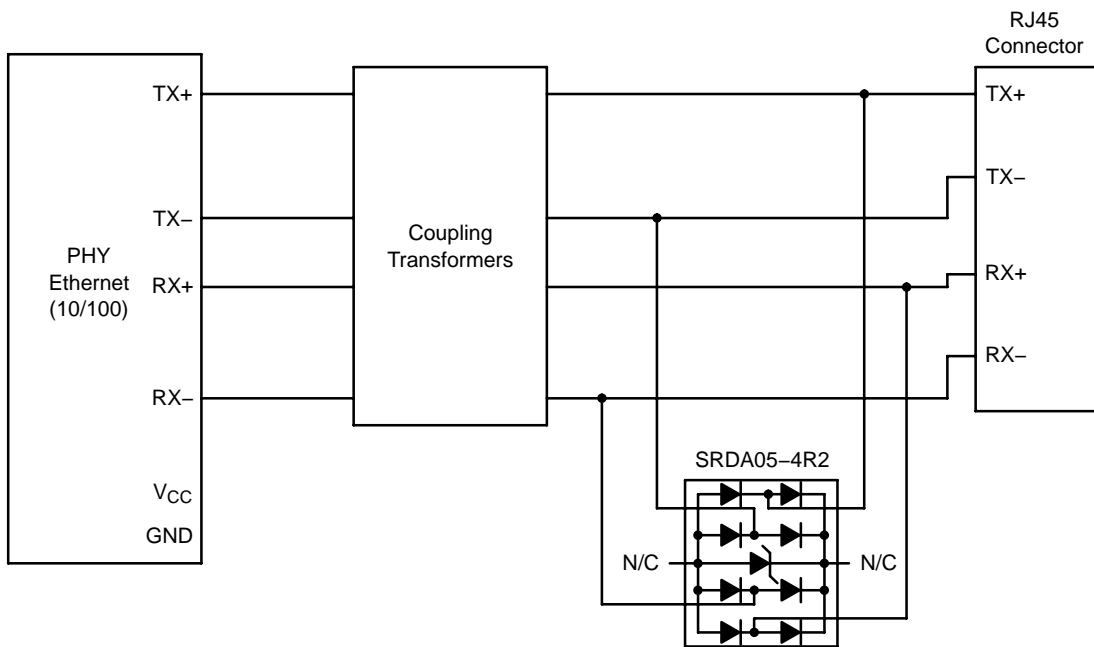 RJ45
Connector
TX+
TX−
RX+
RX−
V_CC
GND
PHY
Ethernet
(10/100)
Coupling
Transformers
TX+
TX−
RX+
RX−
SRDA05−4R2
N/C
N/C